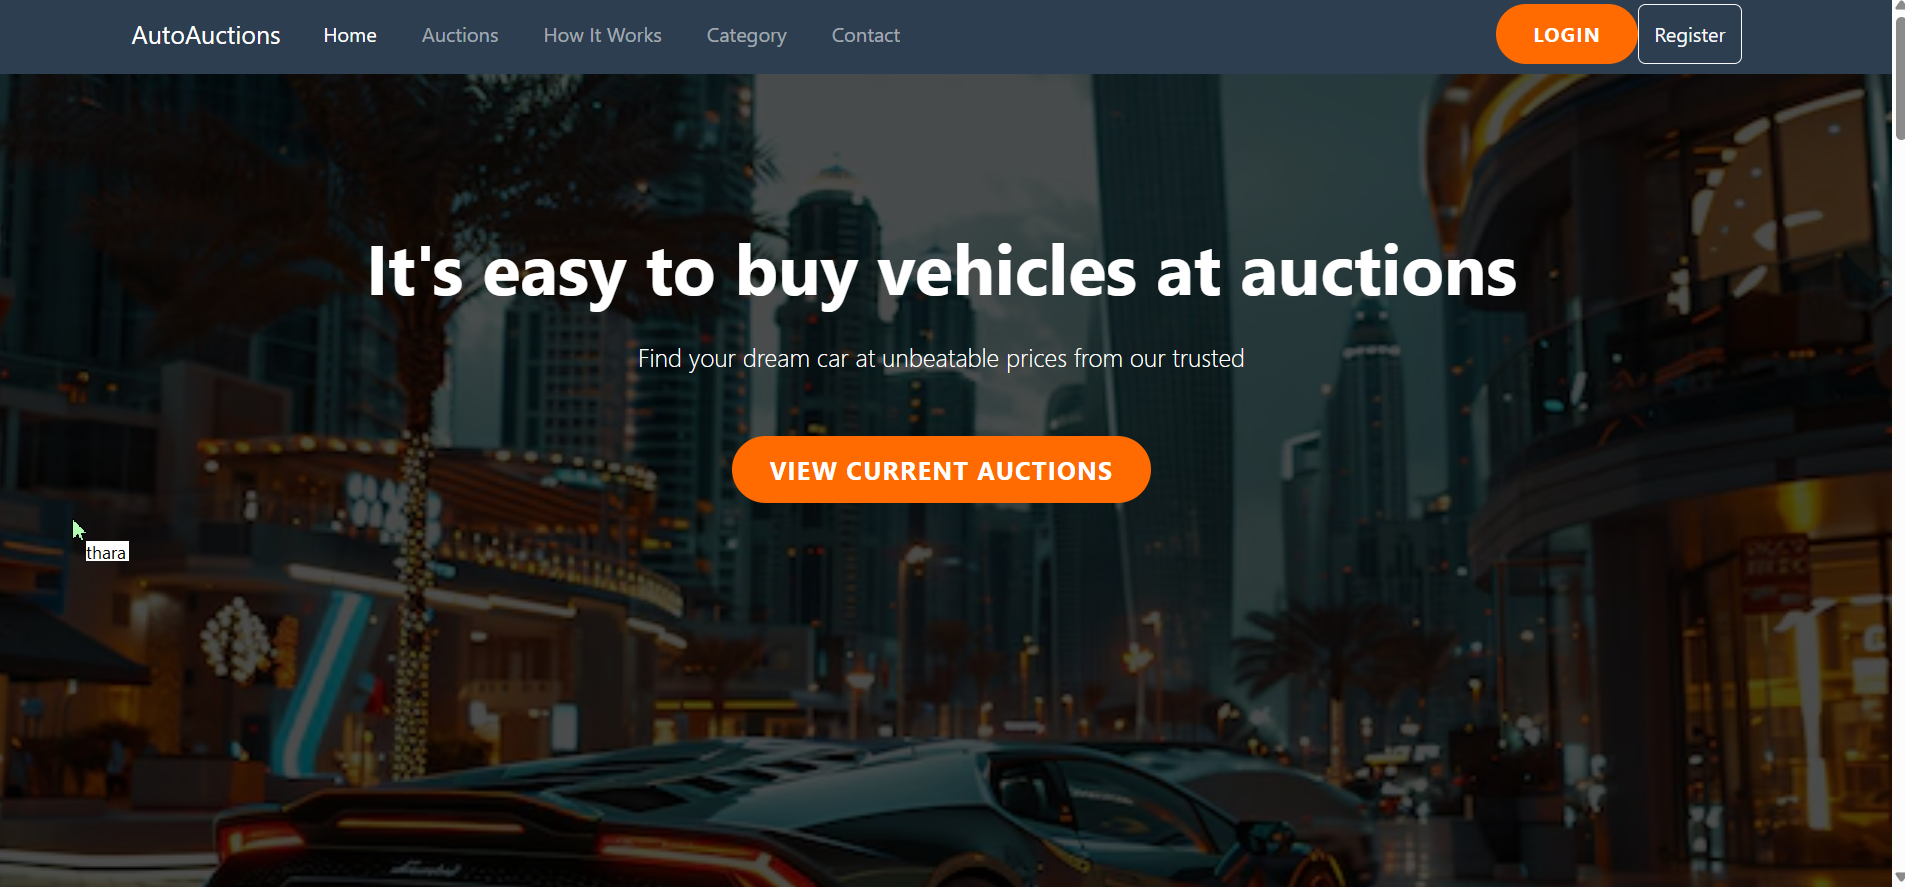 AutoAuctions Home Auctions How It Works Category Contact LOGIN Register
It's easy to buy vehicles at auctions
Find your dream car at unbeatable prices from our trusted
VIEW CURRENT AUCTIONS
thara